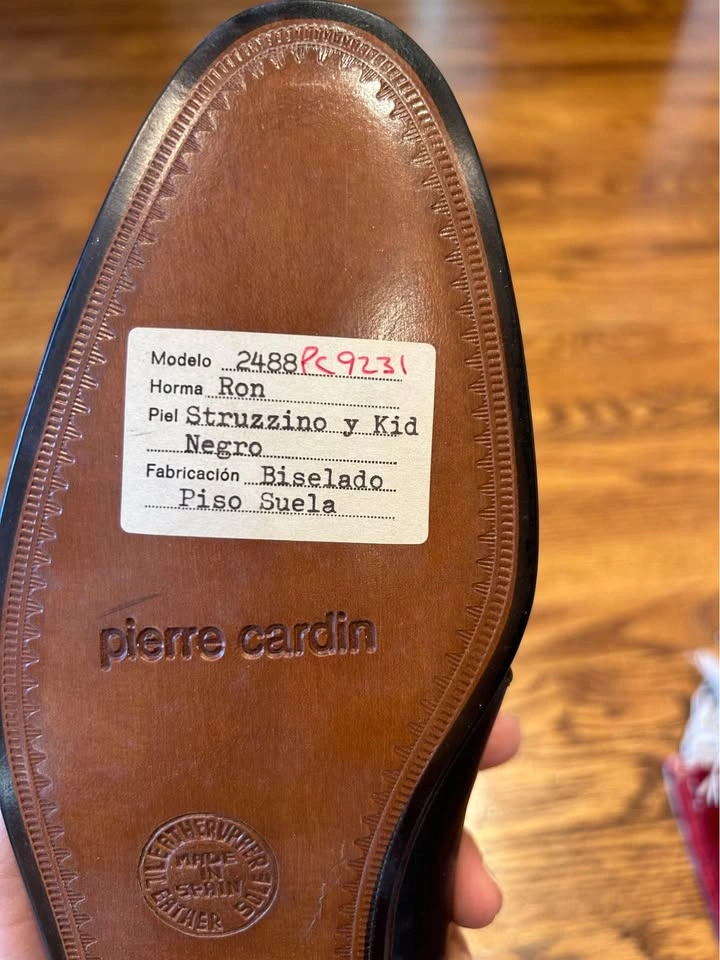 Modelo 2488 PC9231
Horma Ron
Piel Struzzino y Kid
Negro
Fabricación Biselado
Piso Suela
pierre cardin
LEATHER UPPER
MADE
IN
SPAIN
LEATHER SOLE